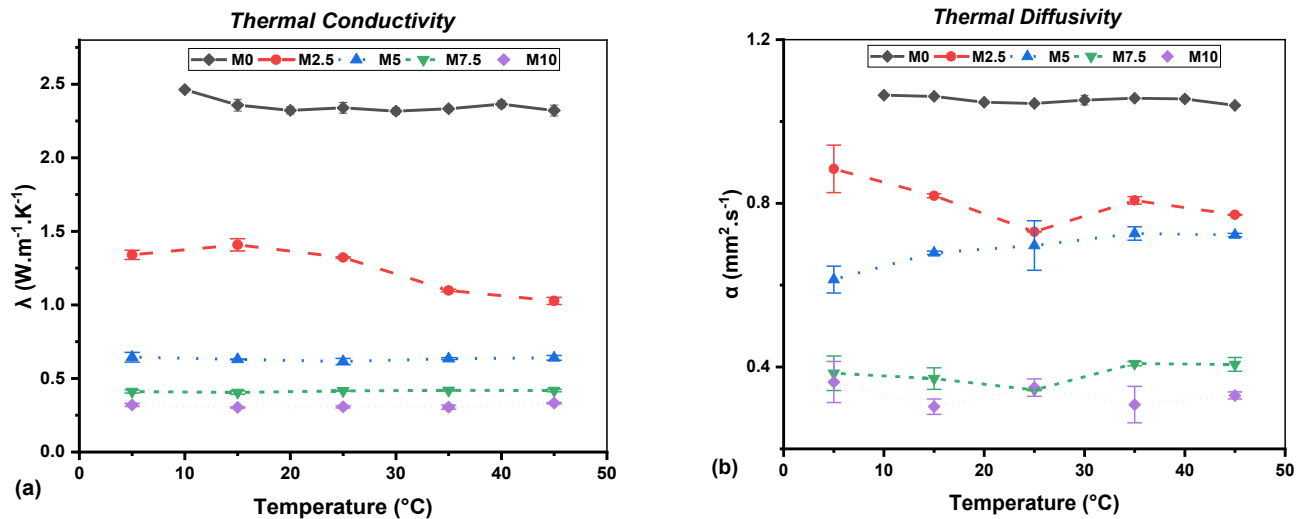 Thermal Conductivity
M0 M2.5 M5 M7.5 M10
2.5
2.0
1.5
1.0
0.5
0.0
λ (W.m⁻¹.K⁻¹)
0 10 20 30 40 50
Temperature (°C)
(a)
Thermal Diffusivity
M0 M2.5 M5 M7.5 M10
1.2
0.8
0.4
α (mm².s⁻¹)
0 10 20 30 40 50
Temperature (°C)
(b)